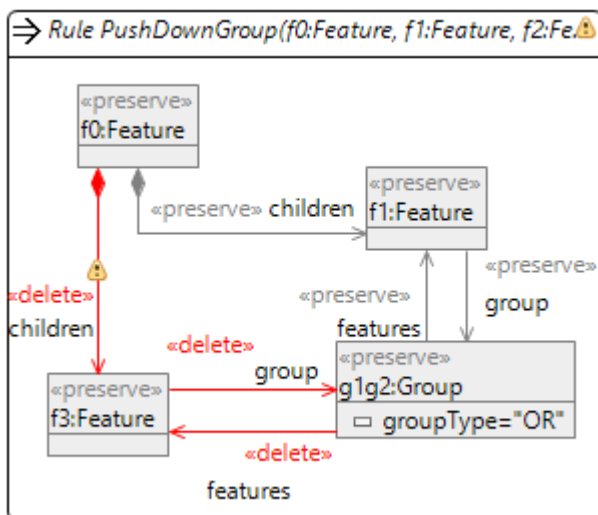 Rule PushDownGroup(f0:Feature, f1:Feature, f2:Fe
«preserve»
f0:Feature
«preserve» children
«preserve»
f1:Feature
«delete»
children
«preserve»
features
«preserve»
group
«delete»
group
«preserve»
f3:Feature
«preserve»
g1g2:Group
groupType="OR"
«delete»
features